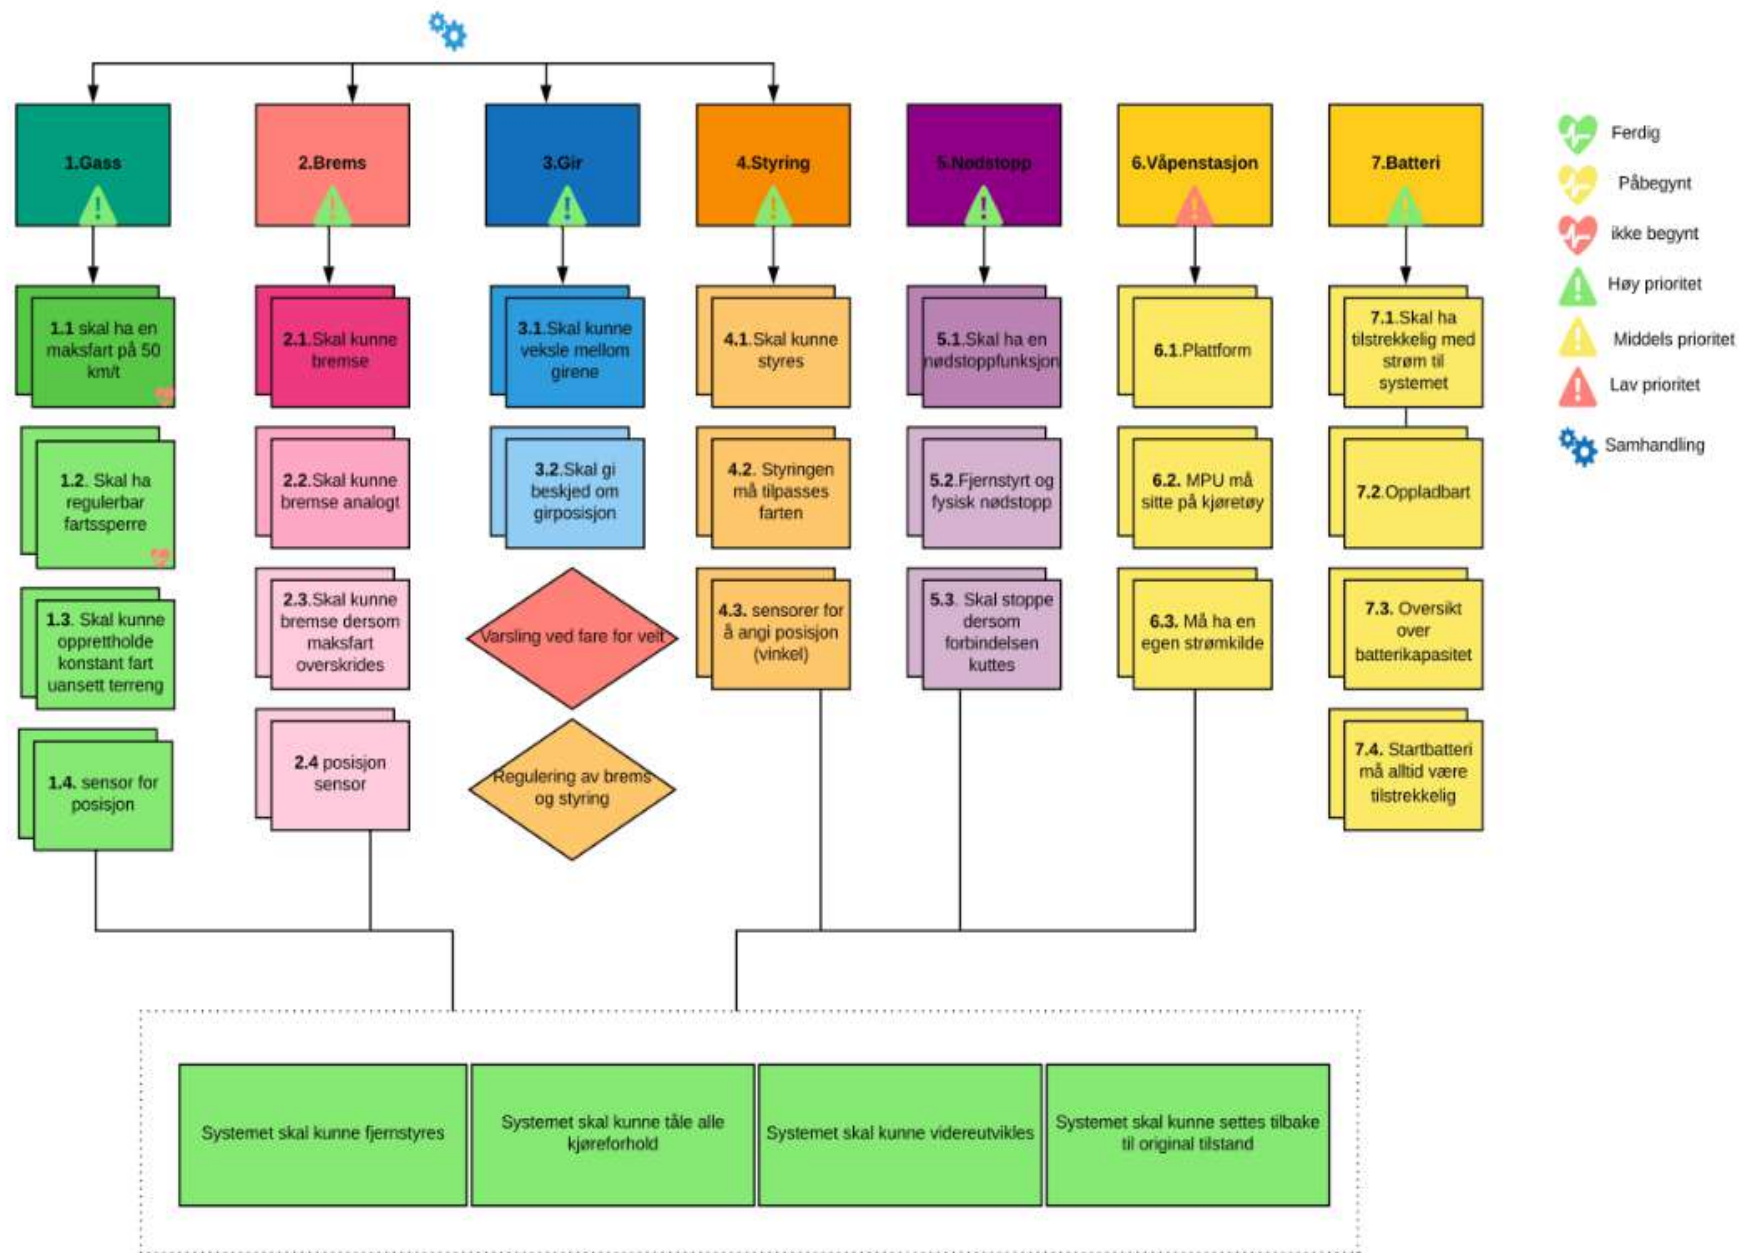 1.Gass
2.Brems
3.Gir
4.Styring
5.Nødstopp
6.Våpenstasjon
7.Batteri
Ferdig
Påbegynt
ikke begynt
Høy prioritet
Middels prioritet
Lav prioritet
Samhandling
1.1 skal ha en
maksfart på 50
km/t
2.1.Skal kunne
bremse
3.1.Skal kunne
veksle mellom
girene
4.1.Skal kunne
styres
5.1.Skal ha en
nødstoppfunksjon
6.1.Plattform
7.1.Skal ha
tilstrekkelig med
strøm til
systemet
1.2. Skal ha
regulerbar
fartssperre
2.2.Skal kunne
bremse analogt
3.2.Skal gi
beskjed om
girposisjon
4.2. Styringen
må tilpasses
farten
5.2.Fjernstyrt og
fysisk nødstopp
6.2. MPU må
sitte på kjøretøy
7.2.Oppladbart
1.3. Skal kunne
opprettholde
konstant fart
uansett terreng
2.3.Skal kunne
bremse dersom
maksfart
overskrides
Varsling ved fare for velt
4.3. sensorer for
å angi posisjon
(vinkel)
5.3. Skal stoppe
dersom
forbindelsen
kuttes
6.3. Må ha en
egen strømkilde
7.3. Oversikt
over
batterikapasitet
1.4. sensor for
posisjon
2.4 posisjon
sensor
Regulering av brems
og styring
7.4. Startbatteri
må alltid være
tilstrekkelig
Systemet skal kunne fjernstyres
Systemet skal kunne tåle alle
kjøreforhold
Systemet skal kunne videreutvikles
Systemet skal kunne settes tilbake
til original tilstand